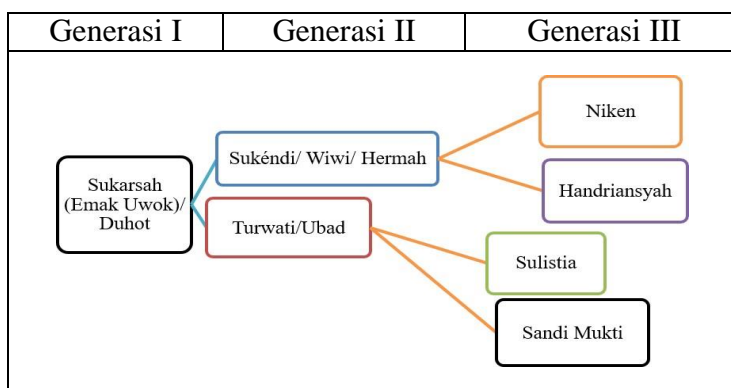 Generasi I
Generasi II
Generasi III
Sukarsah
(Emak Uwok)/
Duhot
Sukéndi/ Wiwi/ Hermah
Turwati/Ubad
Niken
Handriansyah
Sulistia
Sandi Mukti